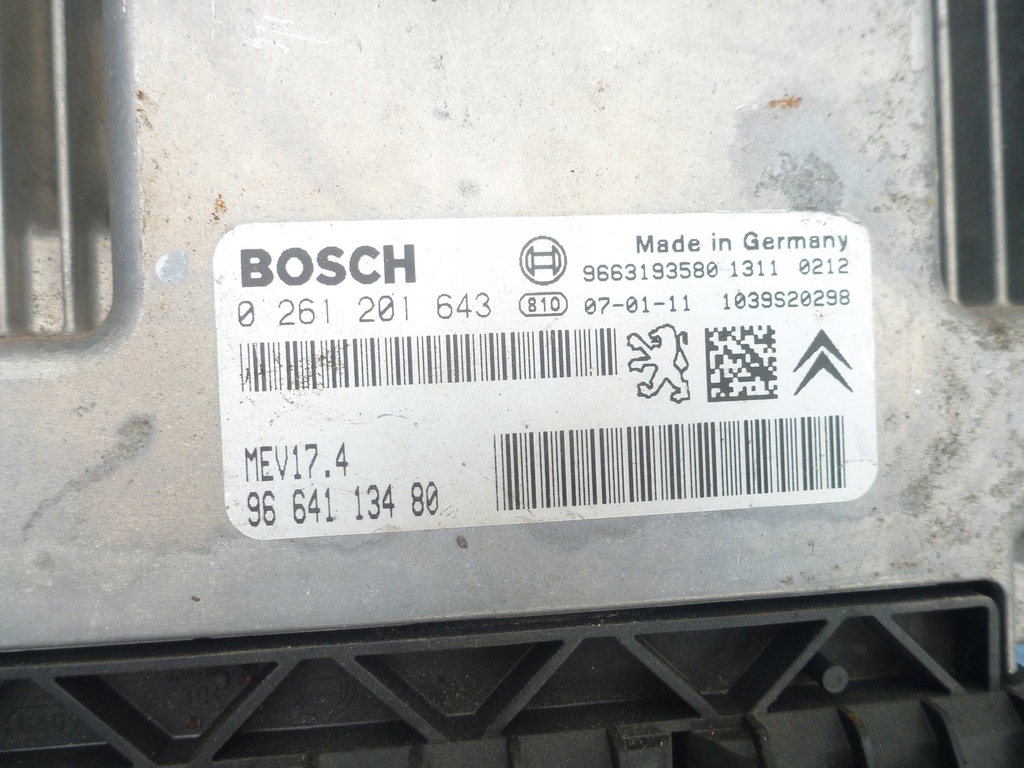 BOSCH
Made in Germany
9663193580 1311 0212
0 261 201 643
810 07-01-11 1039S20298
MEV17.4
96 641 134 80